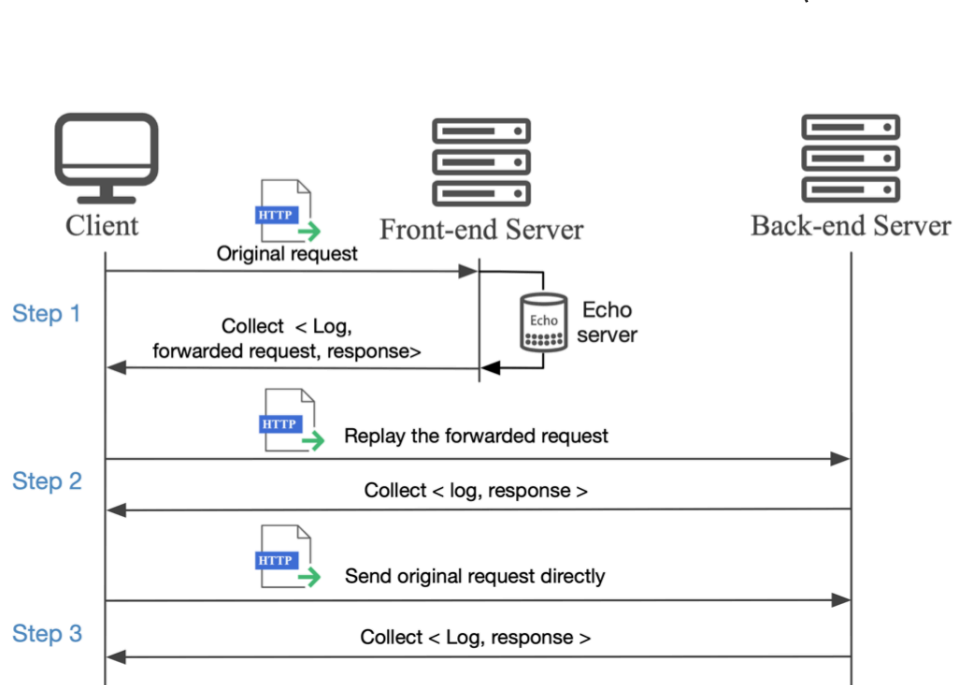 HTTP
Client
Front-end Server
Back-end Server
Original request
Step 1
Echo
Echo
server
Collect < Log,
forwarded request, response>
HTTP
Replay the forwarded request
Step 2
Collect < log, response >
HTTP
Send original request directly
Step 3
Collect < Log, response >